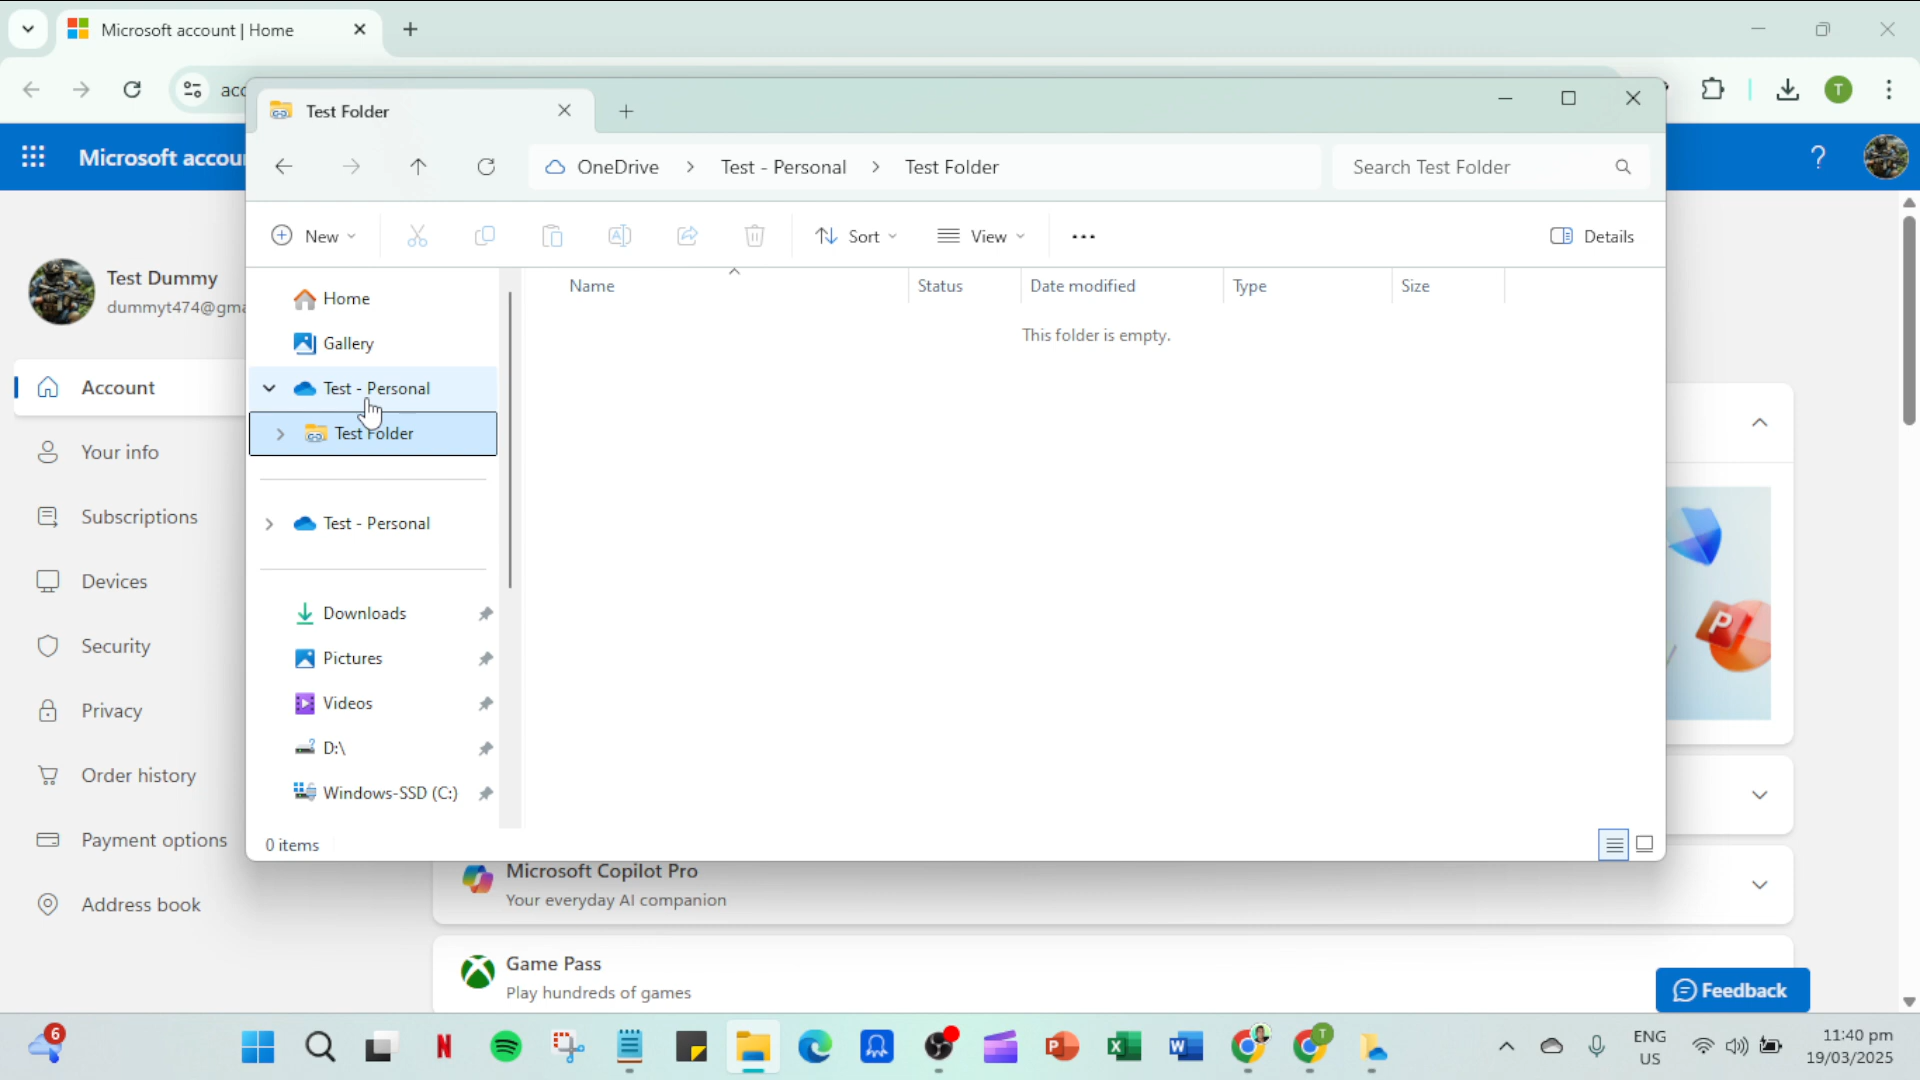 Microsoft account | Home
acc
Test Folder
Microsoft accou
OneDrive > Test - Personal > Test Folder
Search Test Folder
New
Sort
View
Details
Test Dummy
dummyt474@gma
Home
Gallery
Test - Personal
Test Folder
Test - Personal
Downloads
Pictures
Videos
D:\
Windows-SSD (C:)
Name
Status
Date modified
Type
Size
This folder is empty.
0 items
Account
Your info
Subscriptions
Devices
Security
Privacy
Order history
Payment options
Address book
P
Microsoft Copilot Pro
Your everyday AI companion
Game Pass
Play hundreds of games
Feedback
6
N
P
X
W
T
T
ENG
US
11:40 pm
19/03/2025